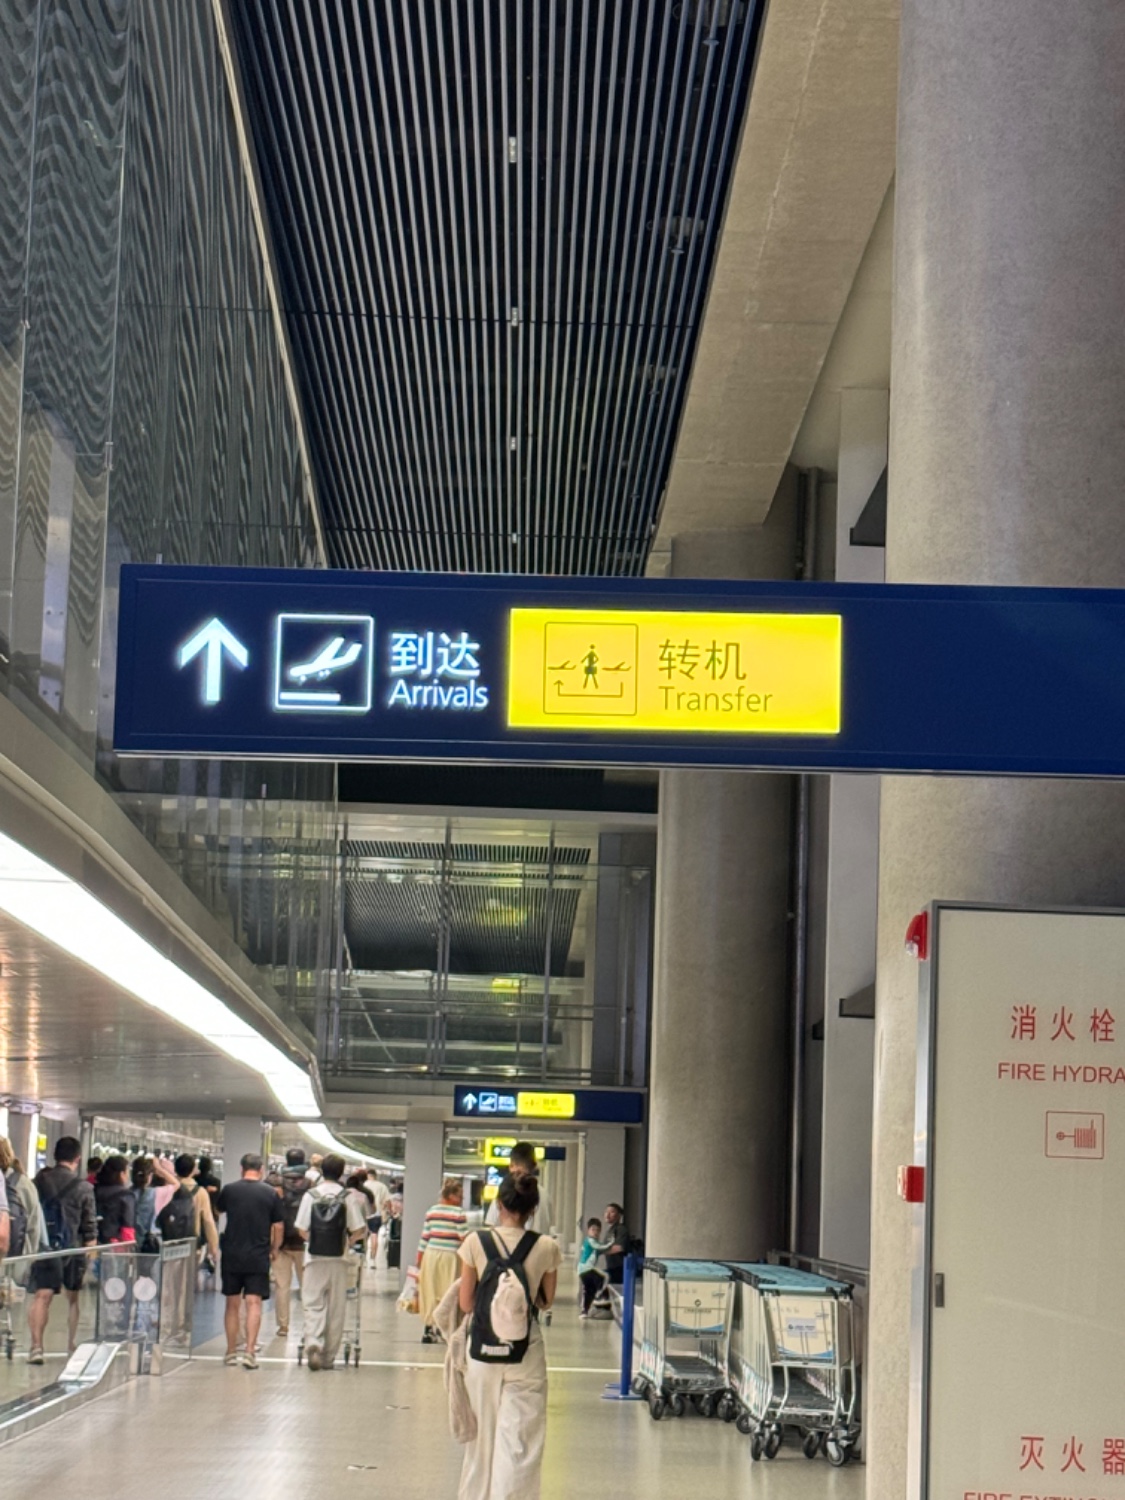 到达
Arrivals
转机
Transfer
消火栓
FIRE HYDRA
灭火器